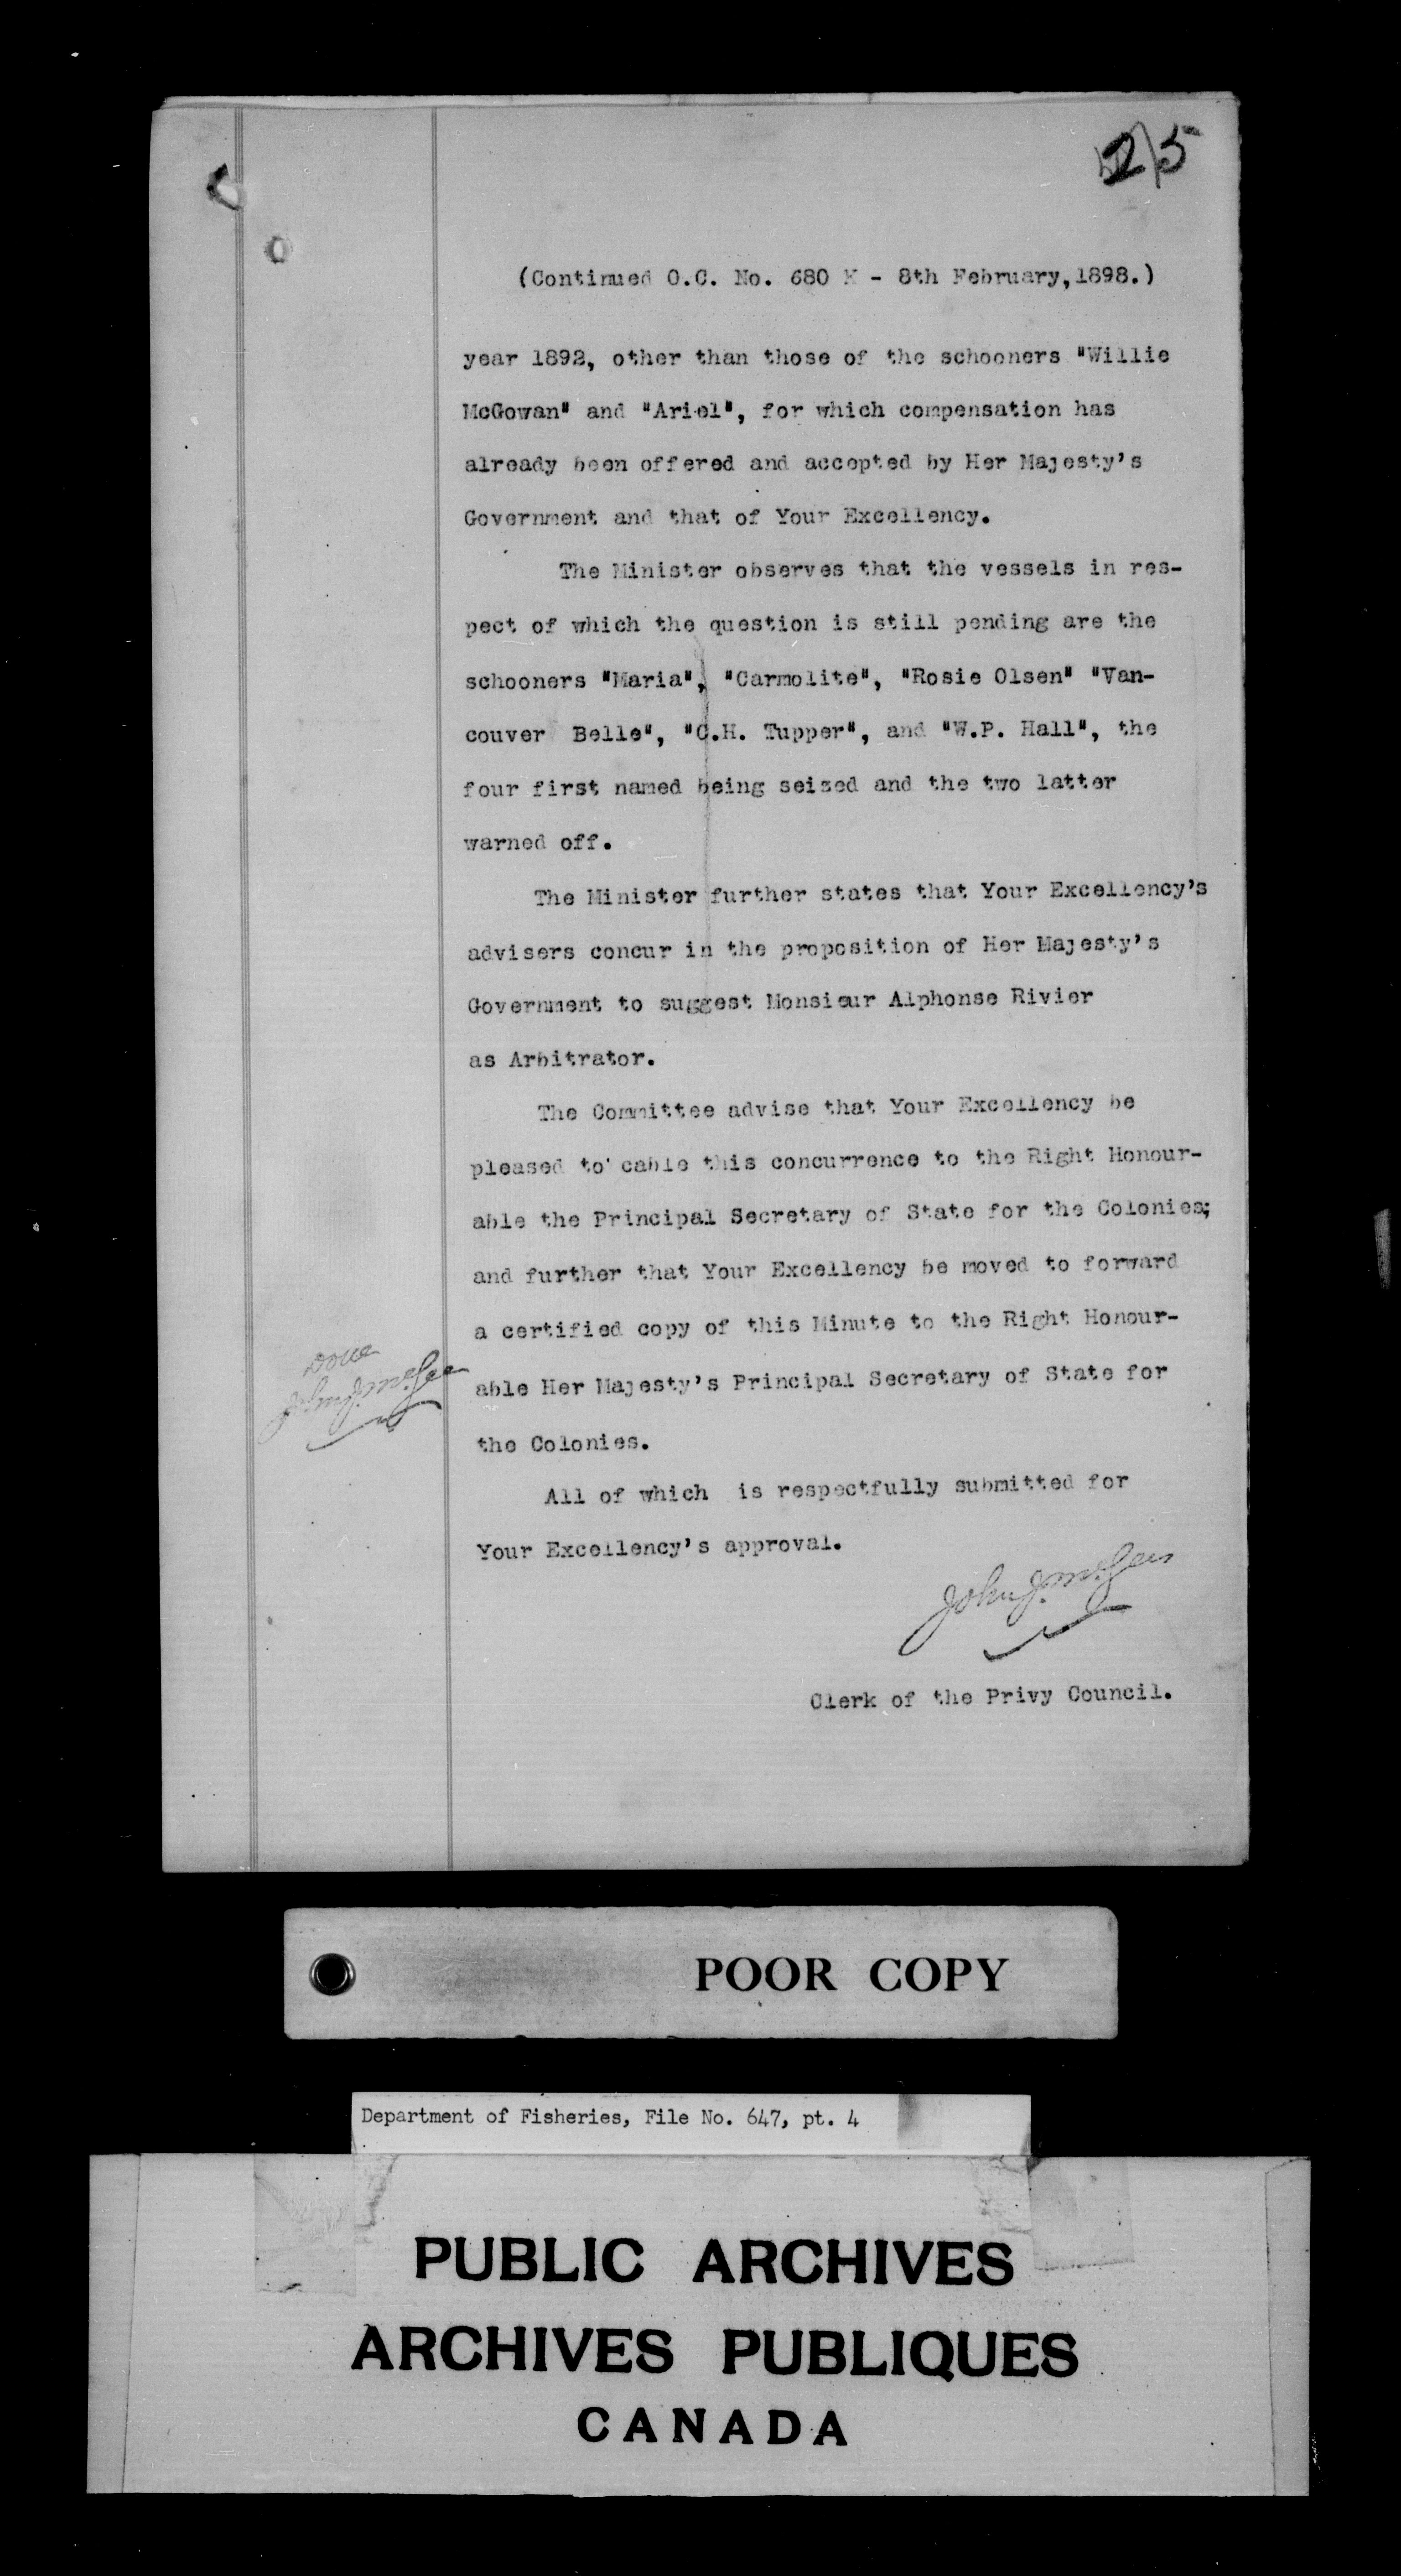 25
(Continued O.C. No. 680 K - 8th February,1898.)
year 1892, other than those of the schooners "Willie
McGowan" and "Ariel", for which compensation has
already been offered and accepted by Her Majesty's
Government and that of Your Excellency.
The Minister observes that the vessels in res-
pect of which the question is still pending are the
schooners "Maria", "Carmolite", "Rosie Olsen" "Van-
couver Belle", "C.H. Tupper", and "W.P. Hall", the
four first named being seized and the two latter
warned off.
The Minister further states that Your Excellency's
advisers concur in the proposition of Her Majesty's
Government to suggest Monsieur Alphonse Rivier
as Arbitrator.
The Committee advise that Your Excellency be
pleased to cable this concurrence to the Right Honour-
able the Principal Secretary of State for the Colonies;
and further that Your Excellency be moved to forward
a certified copy of this Minute to the Right Honour-
Done
John J. McGee
able Her Majesty's Principal Secretary of State for
the Colonies.
All of which is respectfully submitted for
Your Excellency's approval.
John J. McGee
Clerk of the Privy Council.
POOR COPY
Department of Fisheries, File No. 647, pt. 4
PUBLIC ARCHIVES
ARCHIVES PUBLIQUES
CANADA